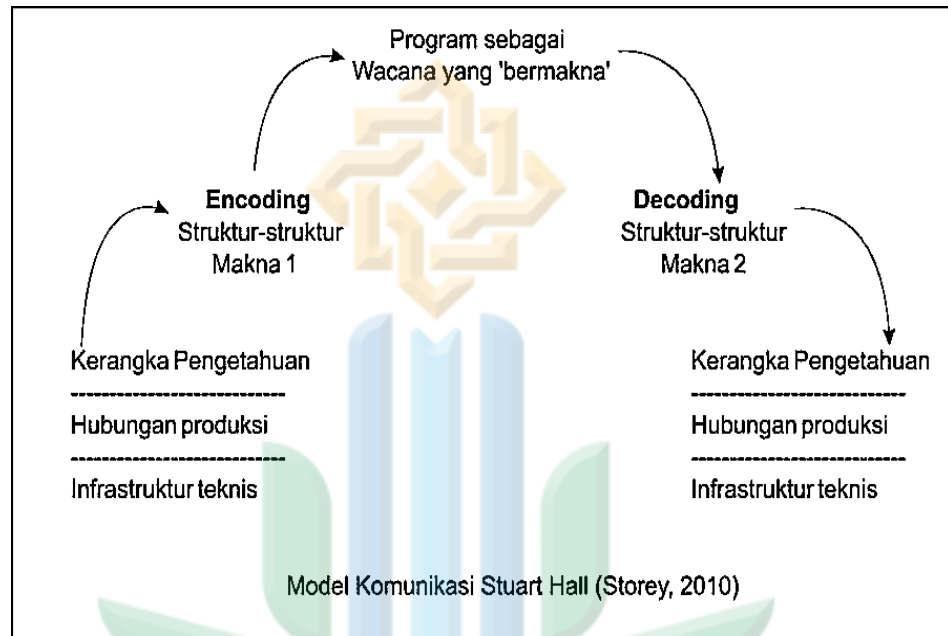 Program sebagai
Wacana yang 'bermakna'
Encoding
Struktur-struktur
Makna 1
Decoding
Struktur-struktur
Makna 2
Kerangka Pengetahuan
Hubungan produksi
Infrastruktur teknis
Kerangka Pengetahuan
Hubungan produksi
Infrastruktur teknis
Model Komunikasi Stuart Hall (Storey, 2010)